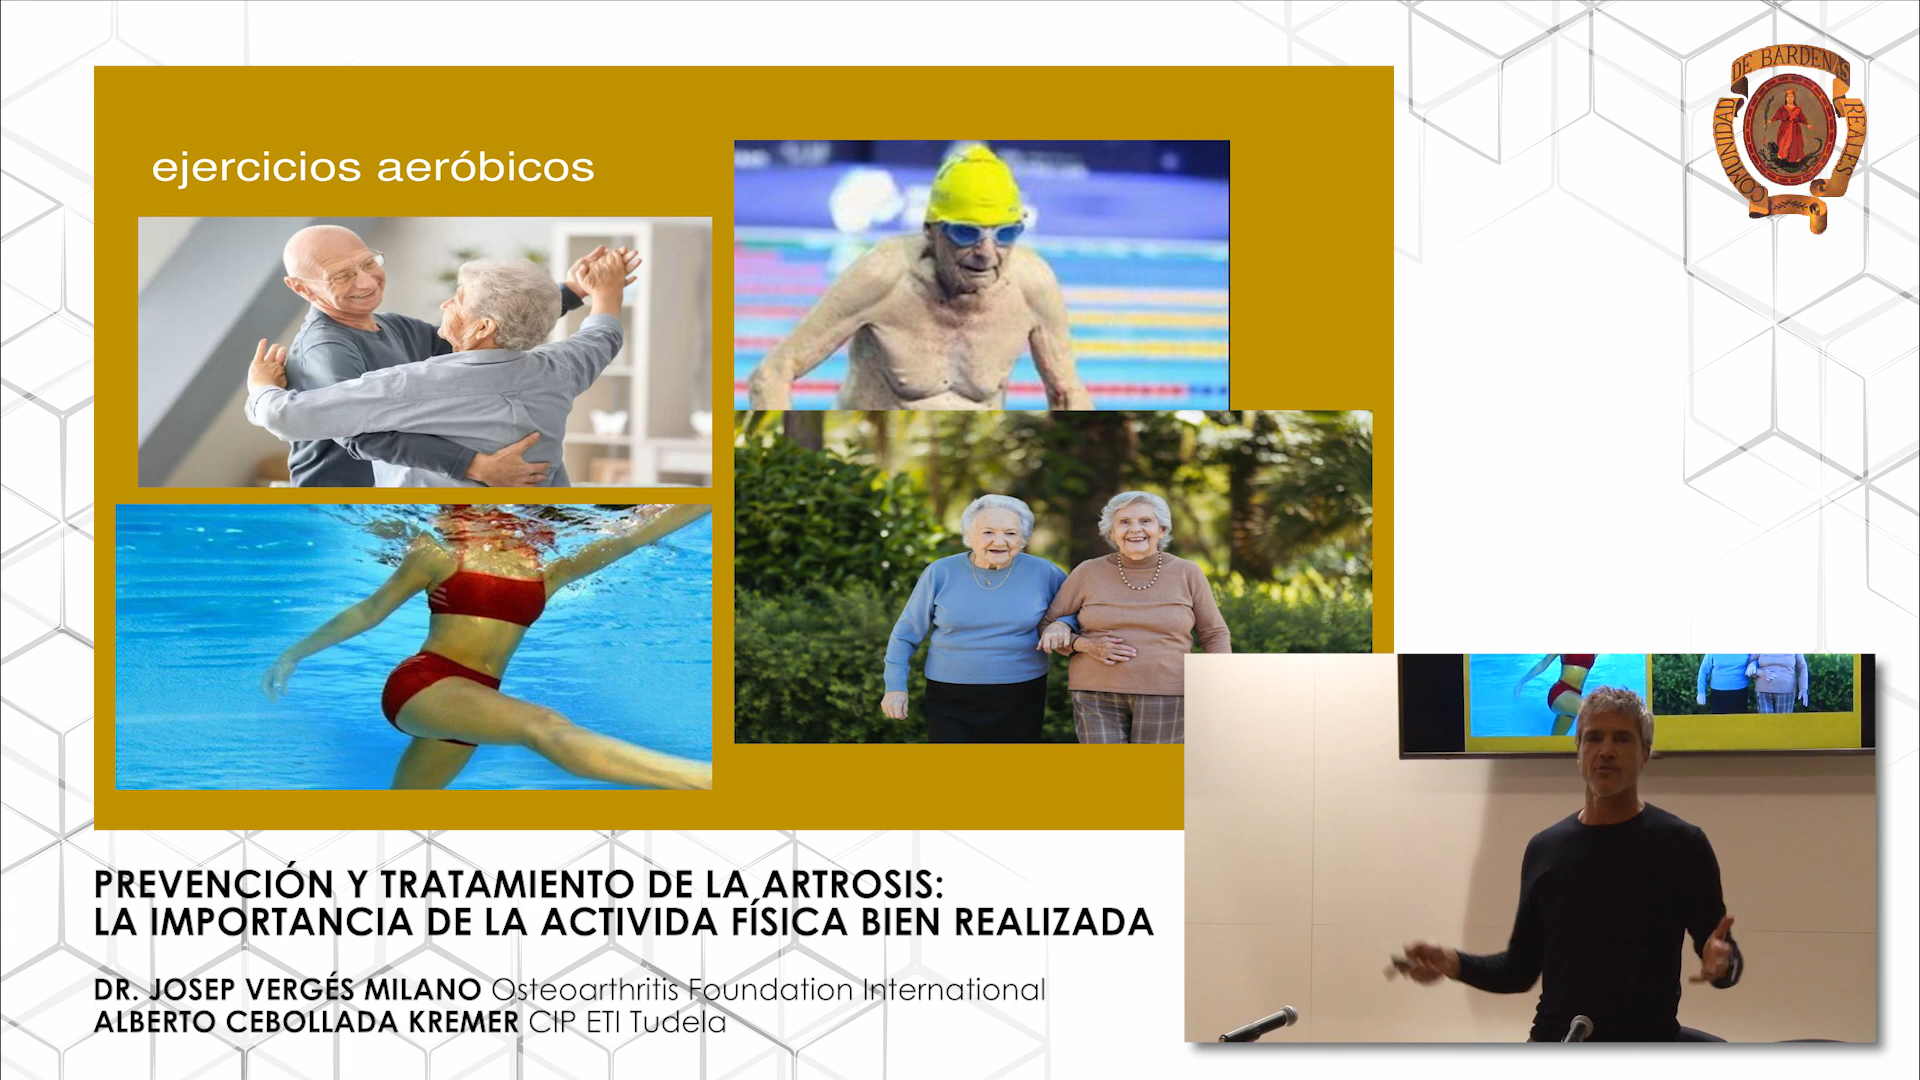 ejercicios aeróbicos
COMUNIDAD DE BARDENAS REALES
PREVENCIÓN Y TRATAMIENTO DE LA ARTROSIS:
LA IMPORTANCIA DE LA ACTIVIDA FÍSICA BIEN REALIZADA
DR. JOSEP VERGÉS MILANO Osteoarthritis Foundation International
ALBERTO CEBOLLADA KREMER CIP ETI Tudela